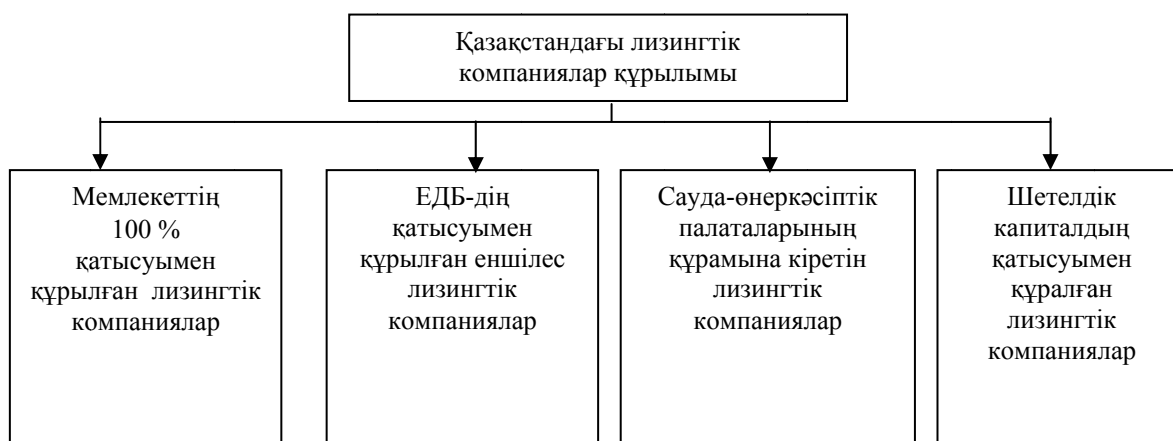 Қазақстандағы лизингтік
компаниялар құрылымы
Мемлекеттің
100 %
қатысуымен
құрылған лизингтік
компаниялар
ЕДБ-дің
қатысуымен
құрылған еншілес
лизингтік
компаниялар
Сауда-өнеркәсіптік
палаталарының
құрамына кіретін
лизингтік
компаниялар
Шетелдік
капиталдың
қатысуымен
құралған
лизингтік
компаниялар